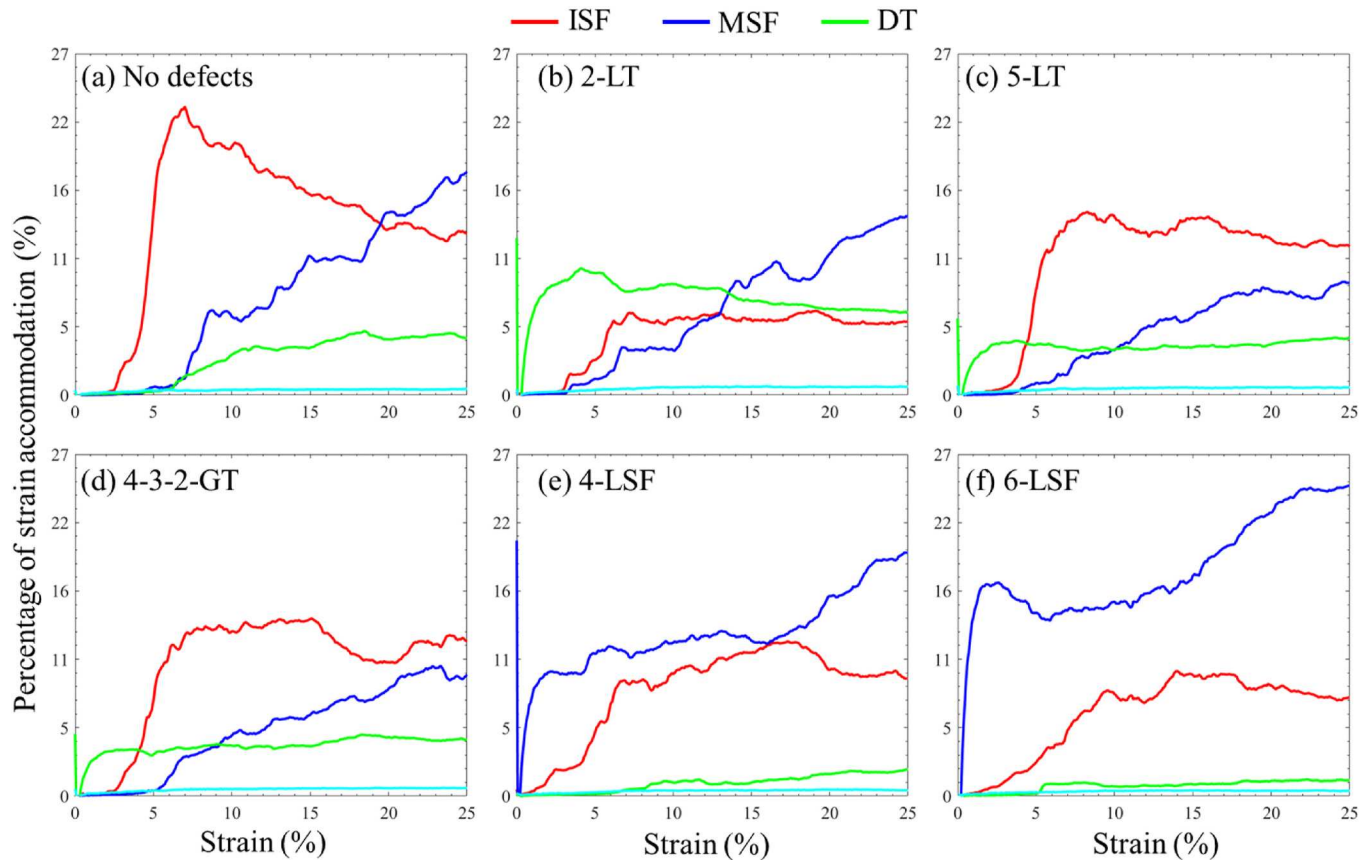 ISF MSF DT
Percentage of strain accommodation (%)
(a) No defects
27
22
16
11
5
0
0 5 10 15 20 25
(b) 2-LT
27
22
16
11
5
0
0 5 10 15 20 25
(c) 5-LT
27
22
16
11
5
0
0 5 10 15 20 25
(d) 4-3-2-GT
27
22
16
11
5
0
0 5 10 15 20 25
Strain (%)
(e) 4-LSF
27
22
16
11
5
0
0 5 10 15 20 25
Strain (%)
(f) 6-LSF
27
22
16
11
5
0
0 5 10 15 20 25
Strain (%)